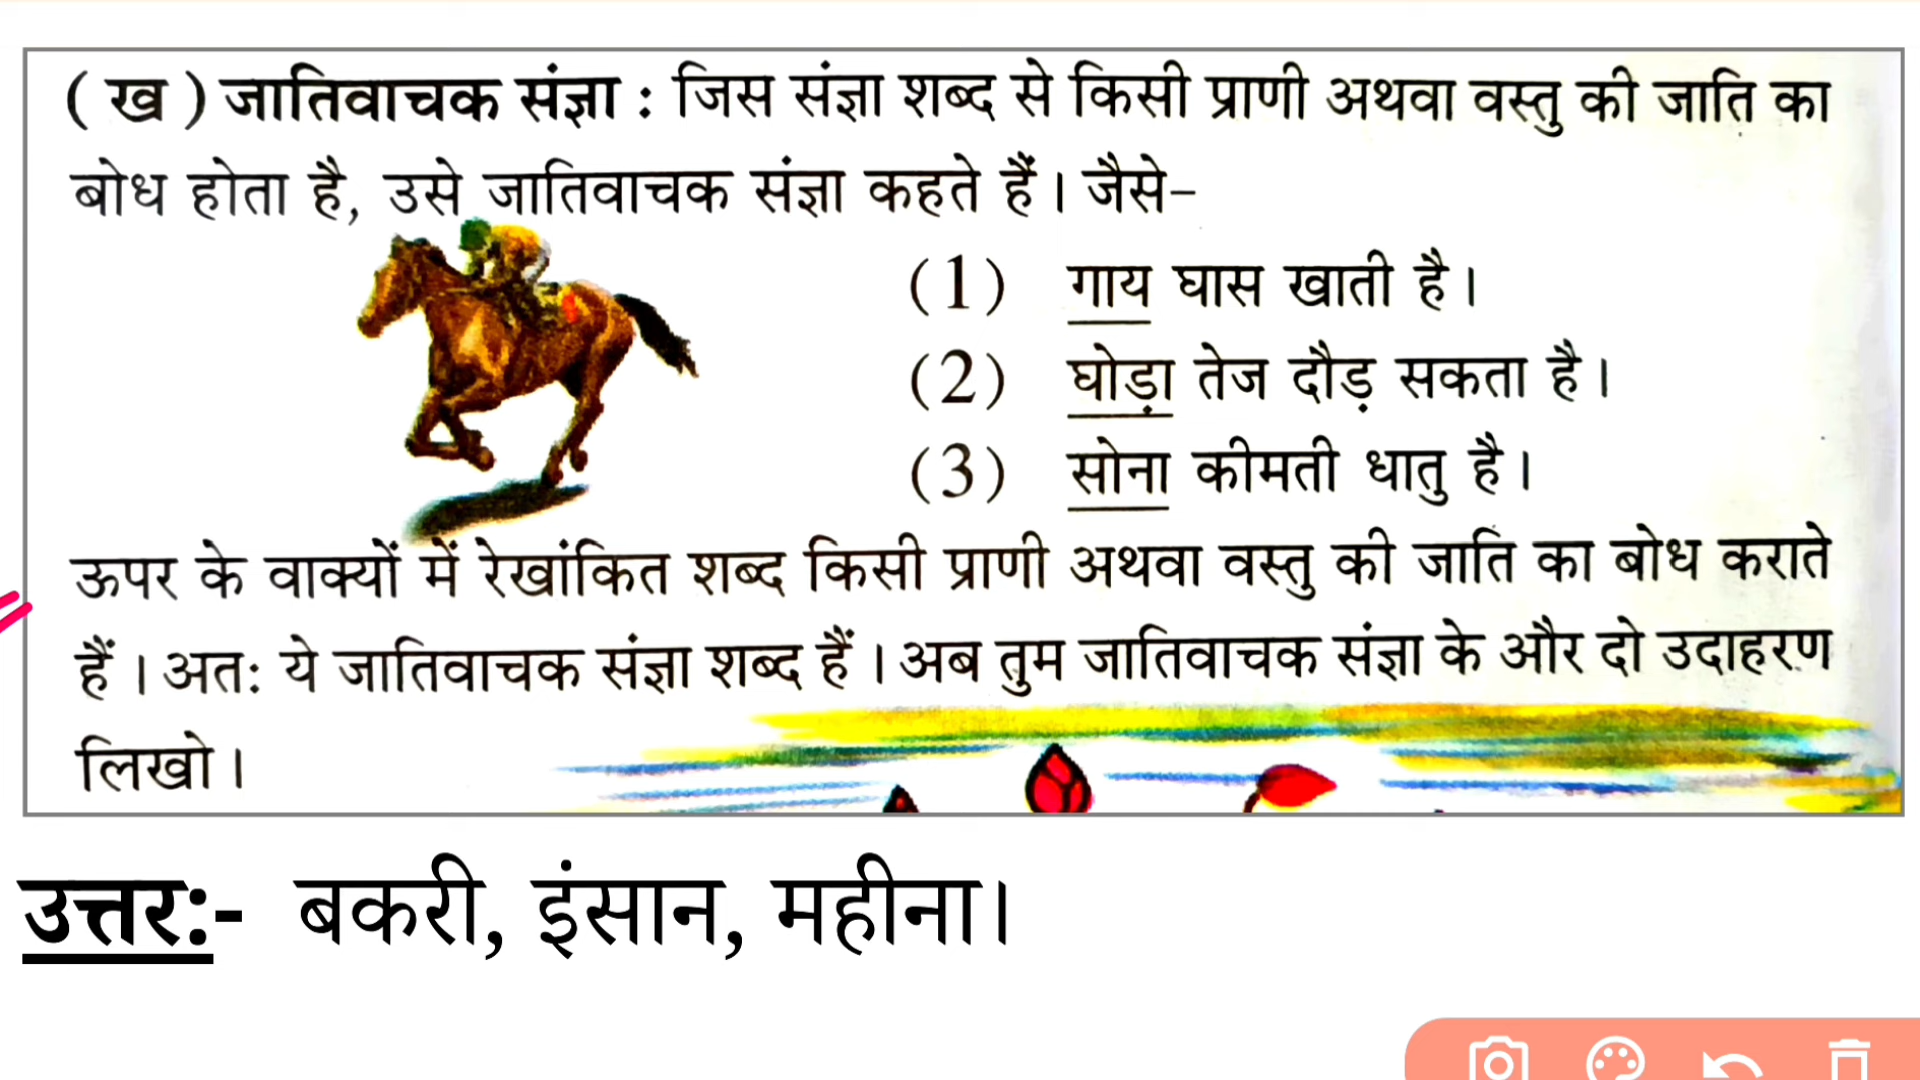 ( ख ) जातिवाचक संज्ञा : जिस संज्ञा शब्द से किसी प्राणी अथवा वस्तु की जाति का
बोध होता है, उसे जातिवाचक संज्ञा कहते हैं। जैसे-
(1) गाय घास खाती है।
(2) घोड़ा तेज दौड़ सकता है।
(3) सोना कीमती धातु है।
ऊपर के वाक्यों में रेखांकित शब्द किसी प्राणी अथवा वस्तु की जाति का बोध कराते
हैं। अत: ये जातिवाचक संज्ञा शब्द हैं। अब तुम जातिवाचक संज्ञा के और दो उदाहरण
लिखो।
उत्तर:- बकरी, इंसान, महीना।